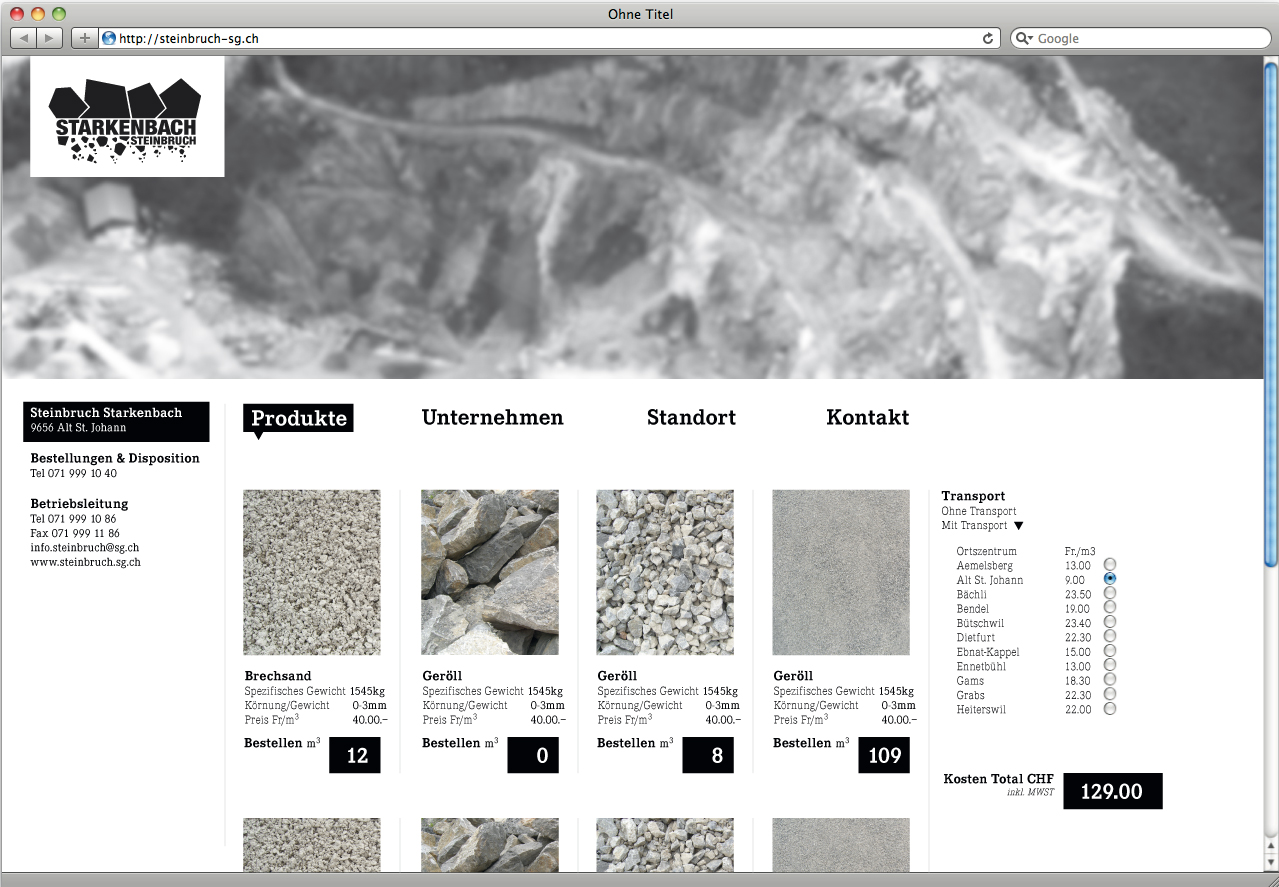 Ohne Titel
http://steinbruch-sg.ch
Google
STARKENBACH
STEINBRUCH
Steinbruch Starkenbach
9656 Alt St. Johann
Bestellungen & Disposition
Tel 071 999 10 40
Betriebsleitung
Tel 071 999 10 86
Fax 071 999 11 86
info.steinbruch@sg.ch
www.steinbruch.sg.ch
Produkte Unternehmen Standort Kontakt
Brechsand
Spezifisches Gewicht 1545kg
Körnung/Gewicht 0-3mm
Preis Fr/m³ 40.00.–
Bestellen m³ 12
Geröll
Spezifisches Gewicht 1545kg
Körnung/Gewicht 0-3mm
Preis Fr/m³ 40.00.–
Bestellen m³ 0
Geröll
Spezifisches Gewicht 1545kg
Körnung/Gewicht 0-3mm
Preis Fr/m³ 40.00.–
Bestellen m³ 8
Geröll
Spezifisches Gewicht 1545kg
Körnung/Gewicht 0-3mm
Preis Fr/m³ 40.00.–
Bestellen m³ 109
Transport
Ohne Transport
Mit Transport ▼
Ortszentrum Fr./m3
Aemelsberg 13.00
Alt St. Johann 9.00
Bächli 23.50
Bendel 19.00
Bütschwil 23.40
Dietfurt 22.30
Ebnat-Kappel 15.00
Ennetbühl 13.00
Gams 18.30
Grabs 22.30
Heiterswil 22.00
Kosten Total CHF 129.00
inkl. MWST